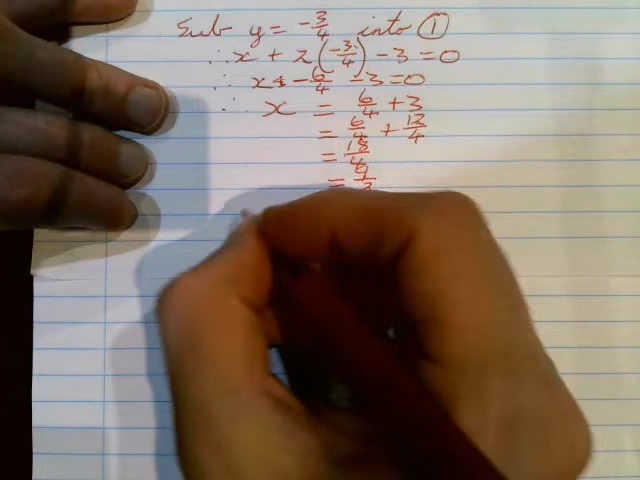 Sub y = -3/4 into ①
∴ x + 2(-3/4) - 3 = 0
∴ x - 6/4 - 3 = 0
∴ x = 6/4 + 3
= 6/4 + 12/4
= 18/4
= 9/2